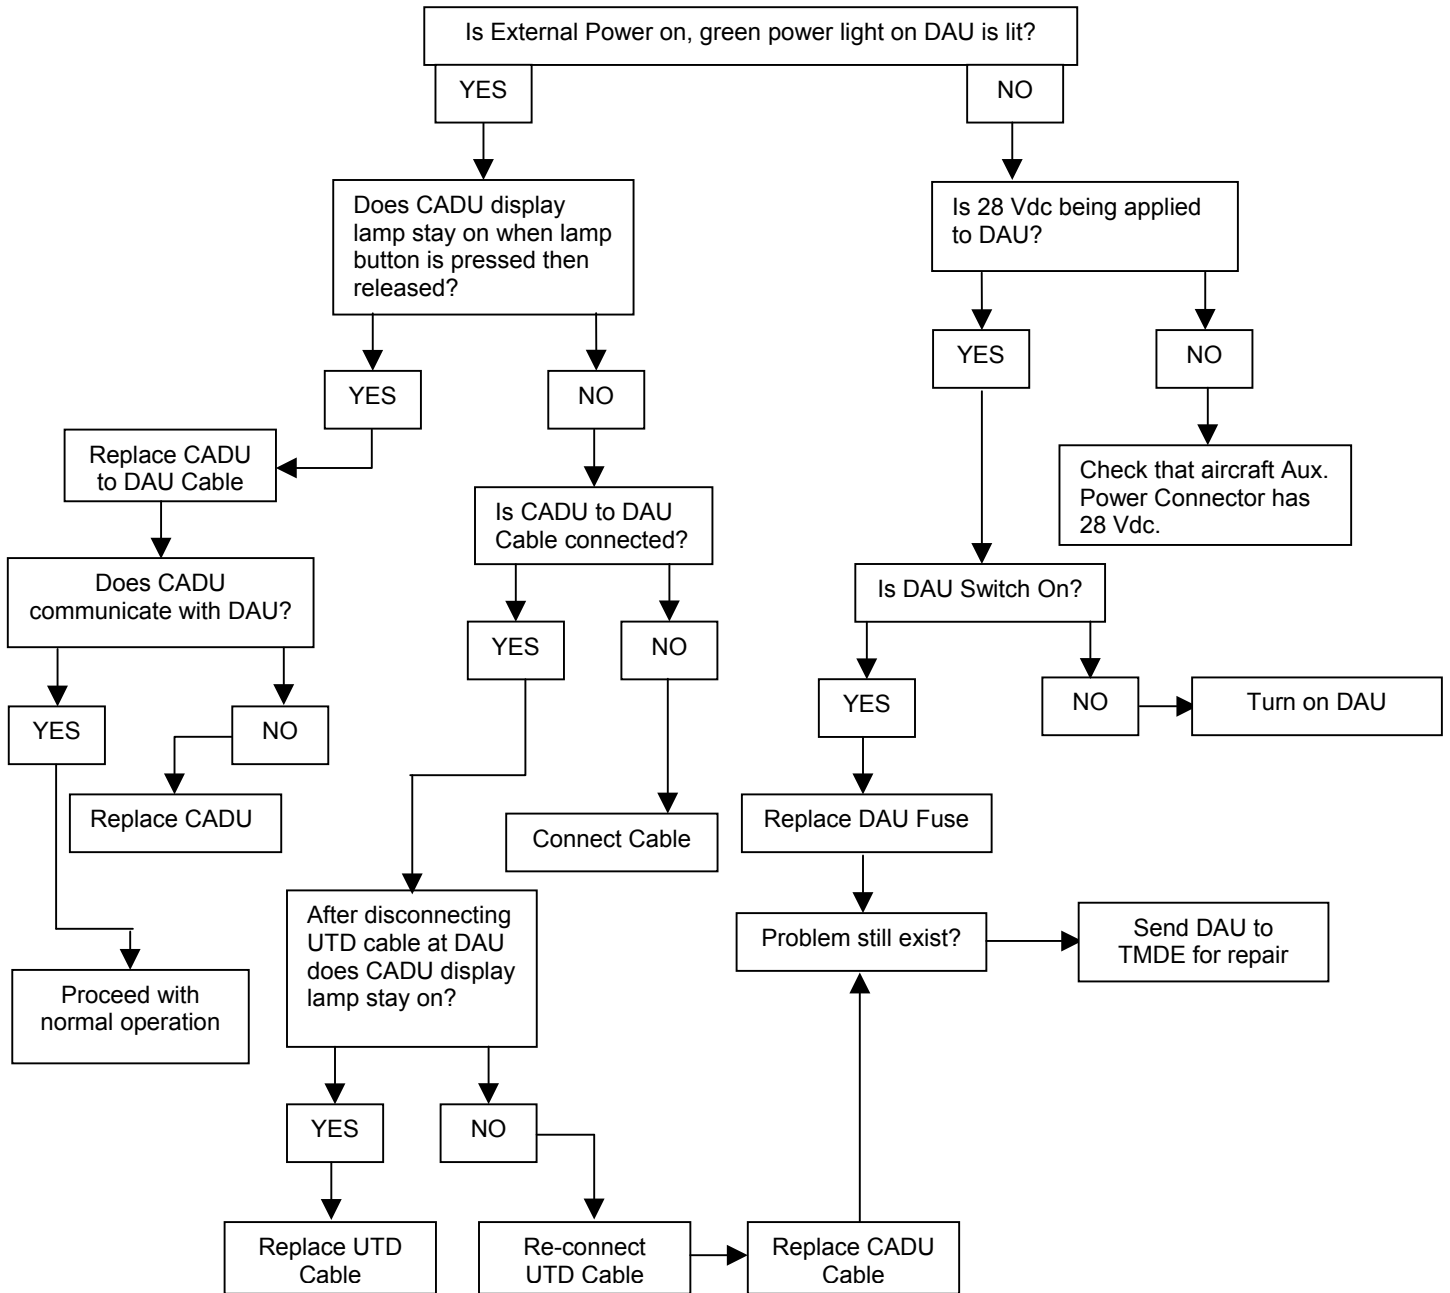 Is External Power on, green power light on DAU is lit?
YES
NO
Does CADU display
lamp stay on when lamp
button is pressed then
released?
Is 28 Vdc being applied
to DAU?
YES
NO
YES
NO
Replace CADU
to DAU Cable
Is CADU to DAU
Cable connected?
Check that aircraft Aux.
Power Connector has
28 Vdc.
Does CADU
communicate with DAU?
Is DAU Switch On?
YES
NO
YES
NO
YES
NO
Turn on DAU
Replace CADU
Connect Cable
Replace DAU Fuse
After disconnecting
UTD cable at DAU
does CADU display
lamp stay on?
Problem still exist?
Send DAU to
TMDE for repair
Proceed with
normal operation
YES
NO
Replace UTD
Cable
Re-connect
UTD Cable
Replace CADU
Cable